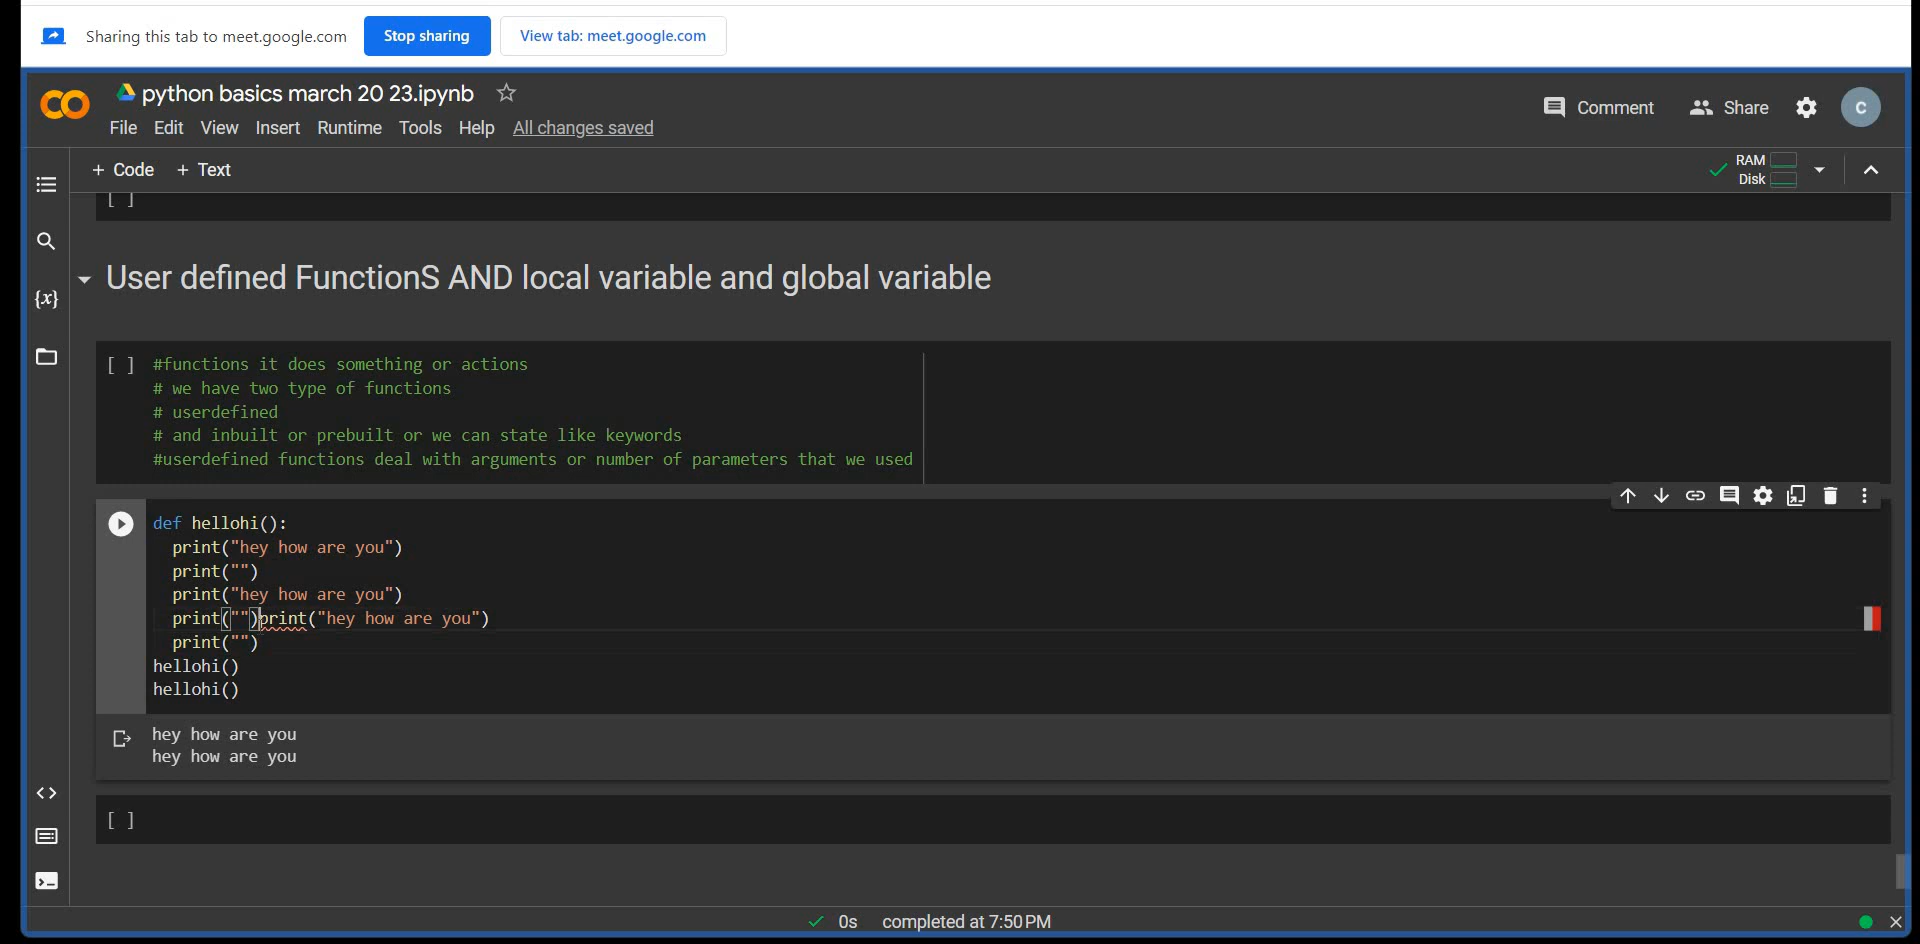 Sharing this tab to meet.google.com Stop sharing View tab: meet.google.com
python basics march 20 23.ipynb
File Edit View Insert Runtime Tools Help All changes saved
Comment Share C
+ Code + Text
RAM
Disk
[ ]
User defined FunctionS AND local variable and global variable
[ ] #functions it does something or actions
# we have two type of functions
# userdefined
# and inbuilt or prebuilt or we can state like keywords
#userdefined functions deal with arguments or number of parameters that we used
def hellohi():
print("hey how are you")
print("")
print("hey how are you")
print("")print("hey how are you")
print("")
hellohi()
hellohi()
hey how are you
hey how are you
[ ]
0s completed at 7:50 PM